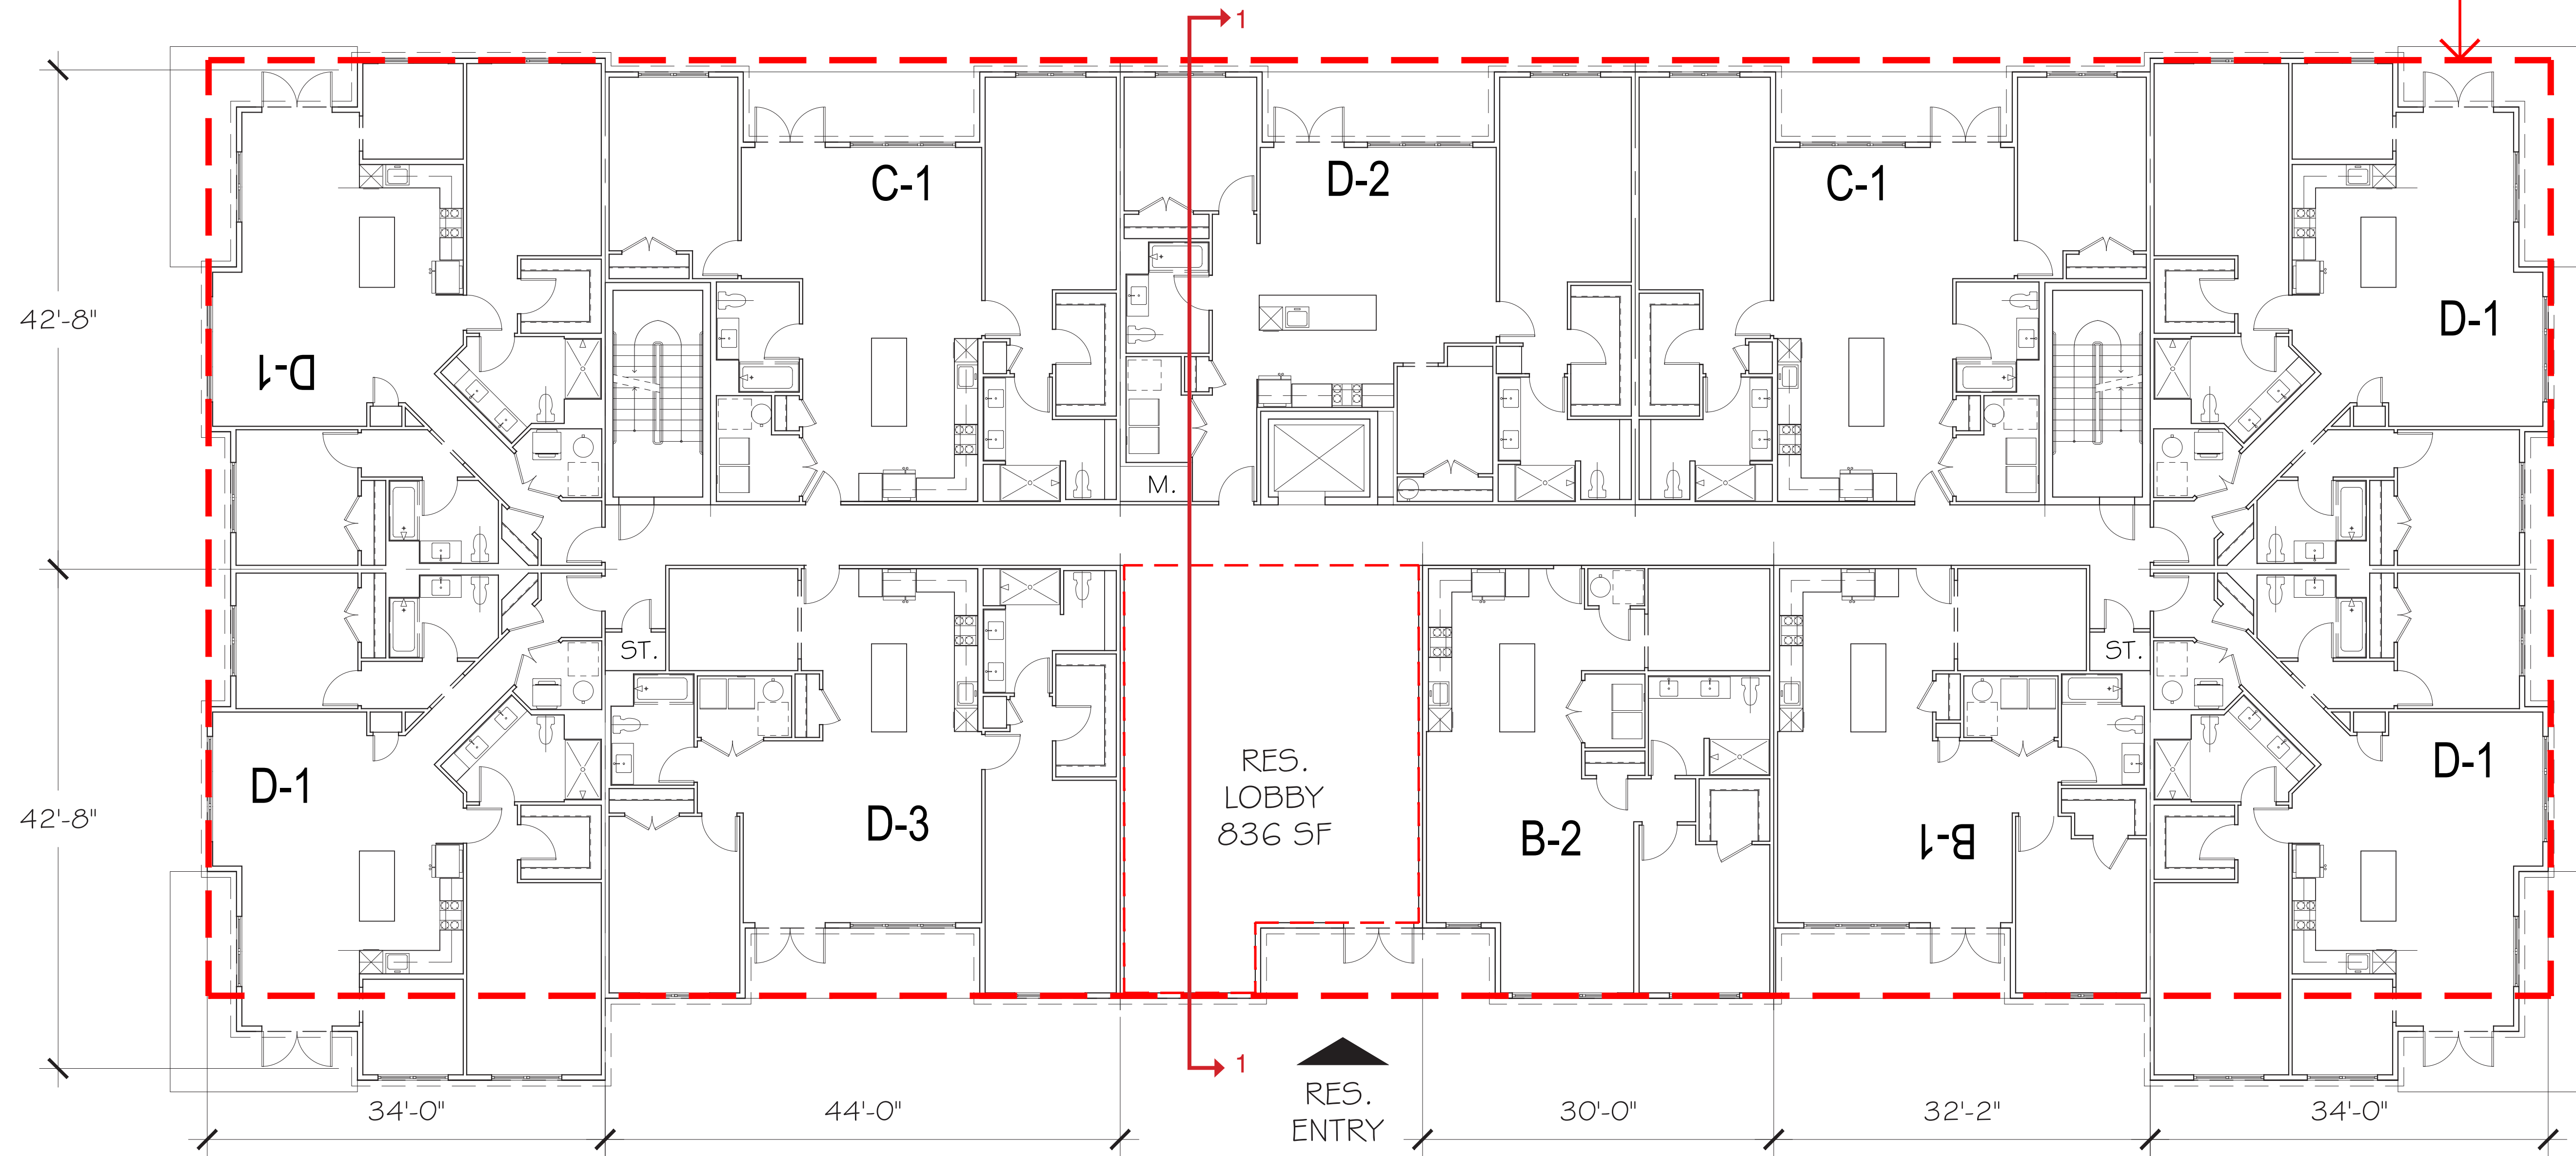 1
C-1
D-2
C-1
42'-8"
D-1
D-1
M.
ST.
ST.
D-1
RES.
LOBBY
836 SF
D-1
42'-8"
D-3
B-2
B-1
1
RES.
ENTRY
34'-0"
44'-0"
30'-0"
32'-2"
34'-0"